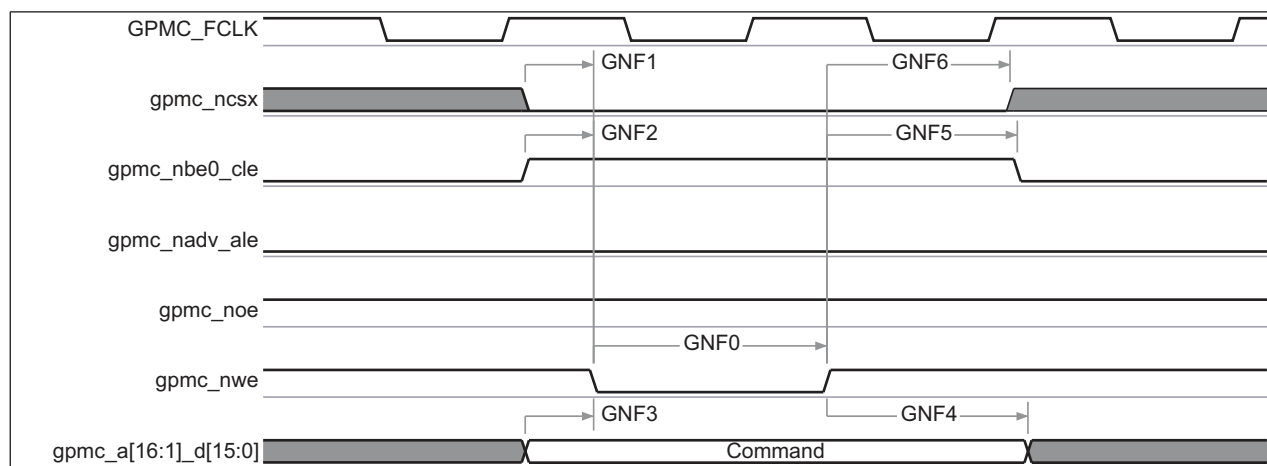 GPMC_FCLK
GNF1 GNF6
gpmc_ncsx
GNF2 GNF5
gpmc_nbe0_cle
gpmc_nadv_ale
gpmc_noe
GNF0
gpmc_nwe
GNF3 GNF4
gpmc_a[16:1]_d[15:0] Command